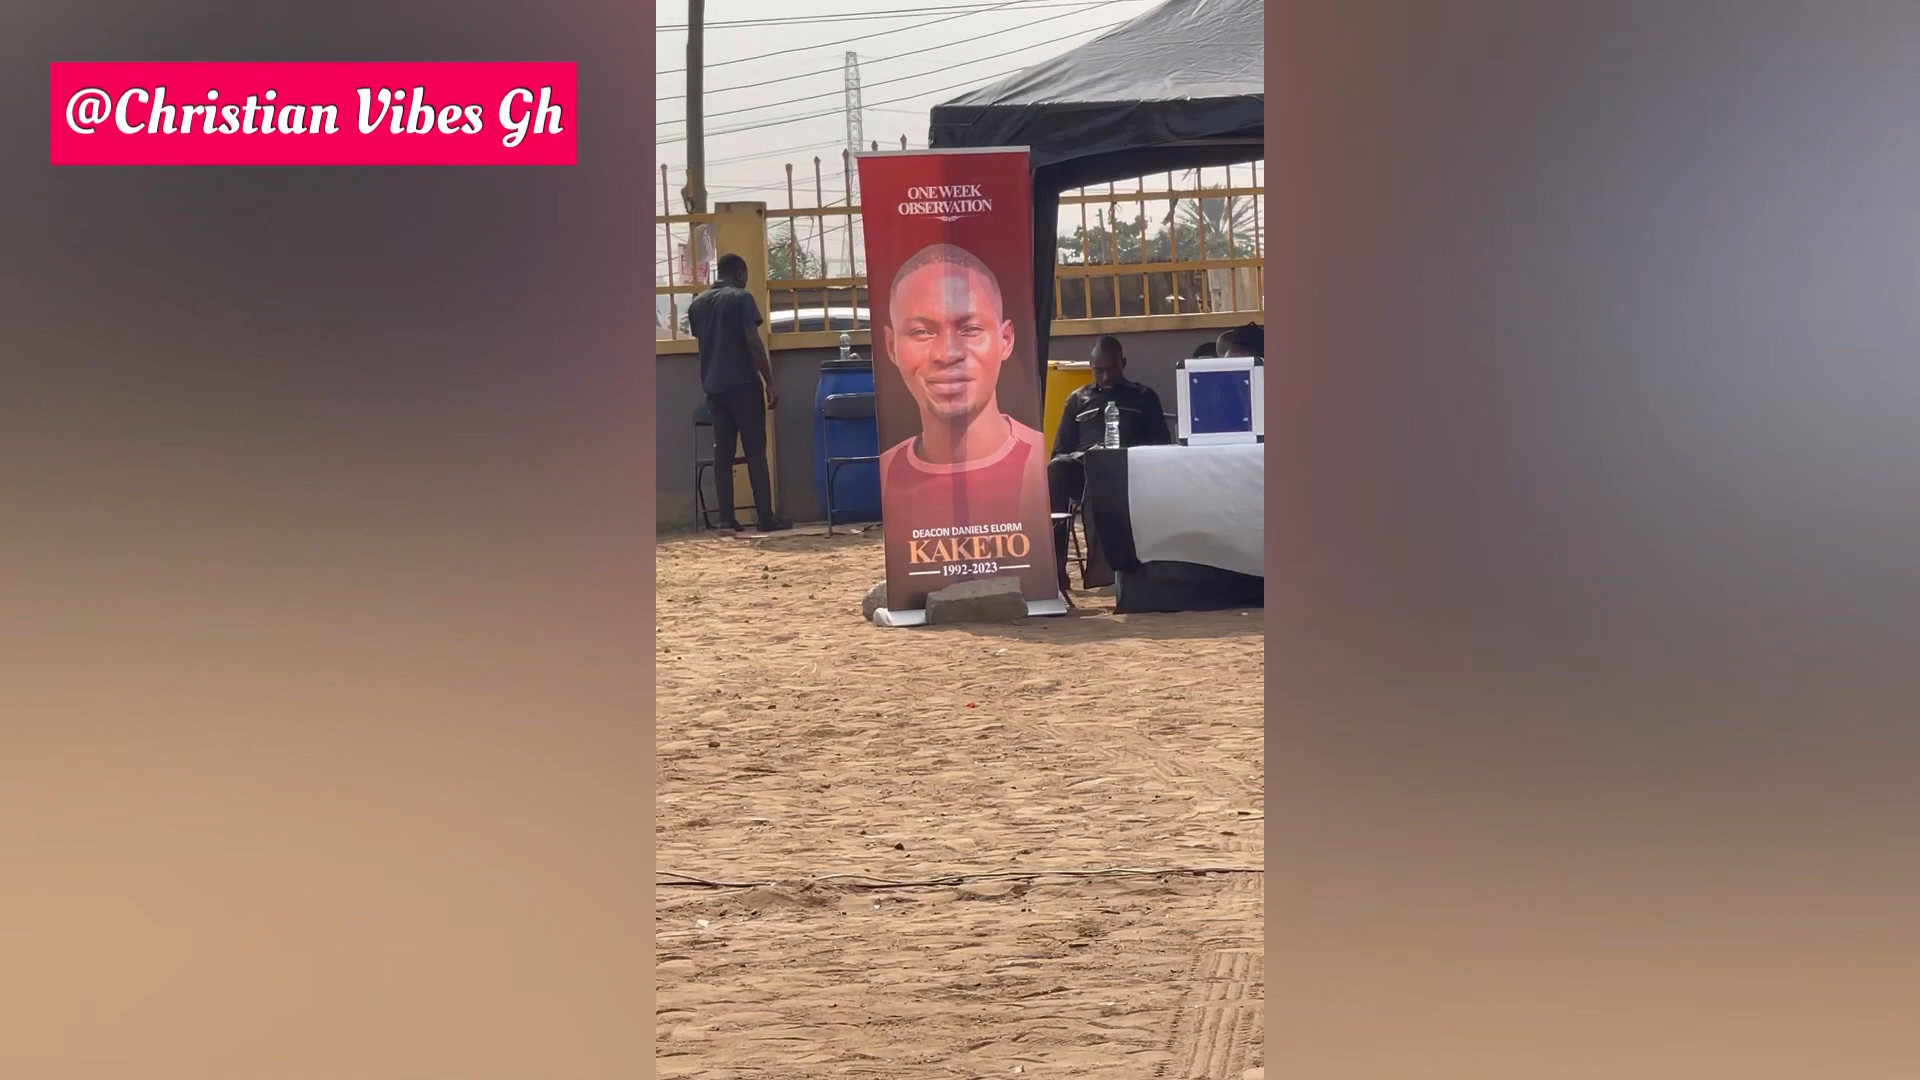 @Christian Vibes Gh
ONE WEEK
OBSERVATION
DEACON DANIELS ELORM
KAKETO
1992-2023